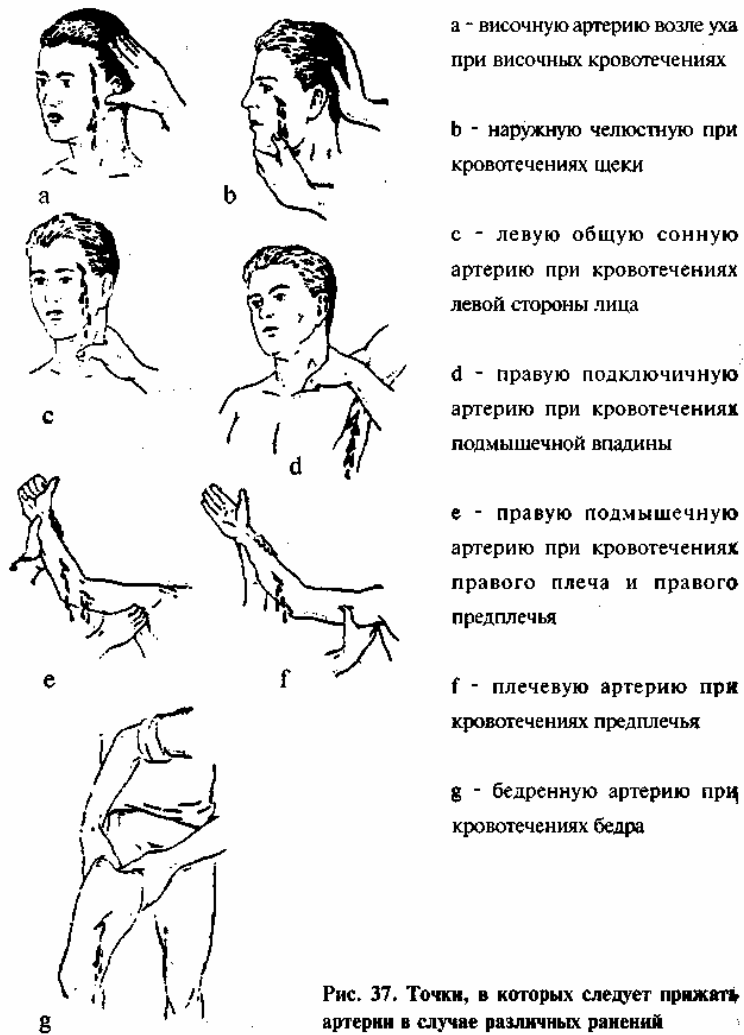 a - височную артерию возле уха
при височных кровотечениях
b - наружную челюстную при
кровотечениях щеки
c - левую общую сонную
артерию при кровотечениях
левой стороны лица
d - правую подключичную
артерию при кровотечениях
подмышечной впадины
e - правую подмышечную
артерию при кровотечениях
правого плеча и правого
предплечья
f - плечевую артерию при
кровотечениях предплечья
g - бедренную артерию при
кровотечениях бедра
a
b
c
d
e
f
g
Рис. 37. Точки, в которых следует прижать
артерии в случае различных ранений